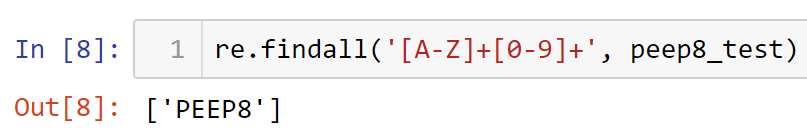 In [8]: 1 re.findall('[A-Z]+[0-9]+', peep8_test)
Out[8]: ['PEEP8']